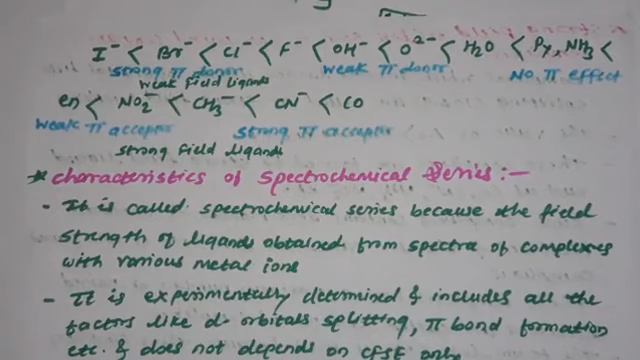 I⁻ < Br⁻ < Cl⁻ < F⁻ < OH⁻ < O²⁻ < H₂O < Py, NH₃ <
strong π donor weak π donor No π effect
weak field ligands
en < NO₂⁻ < CH₃⁻ < CN⁻ < CO
weak π acceptor strong π acceptor
strong field ligands
* characteristics of spectrochemical series:-
- It is called spectrochemical series because the field
strength of ligands obtained from spectra of complexes
with various metal ions
- It is experimentally determined & includes all the
factors like d orbitals splitting, π bond formation
etc. & does not depends on CFSE only